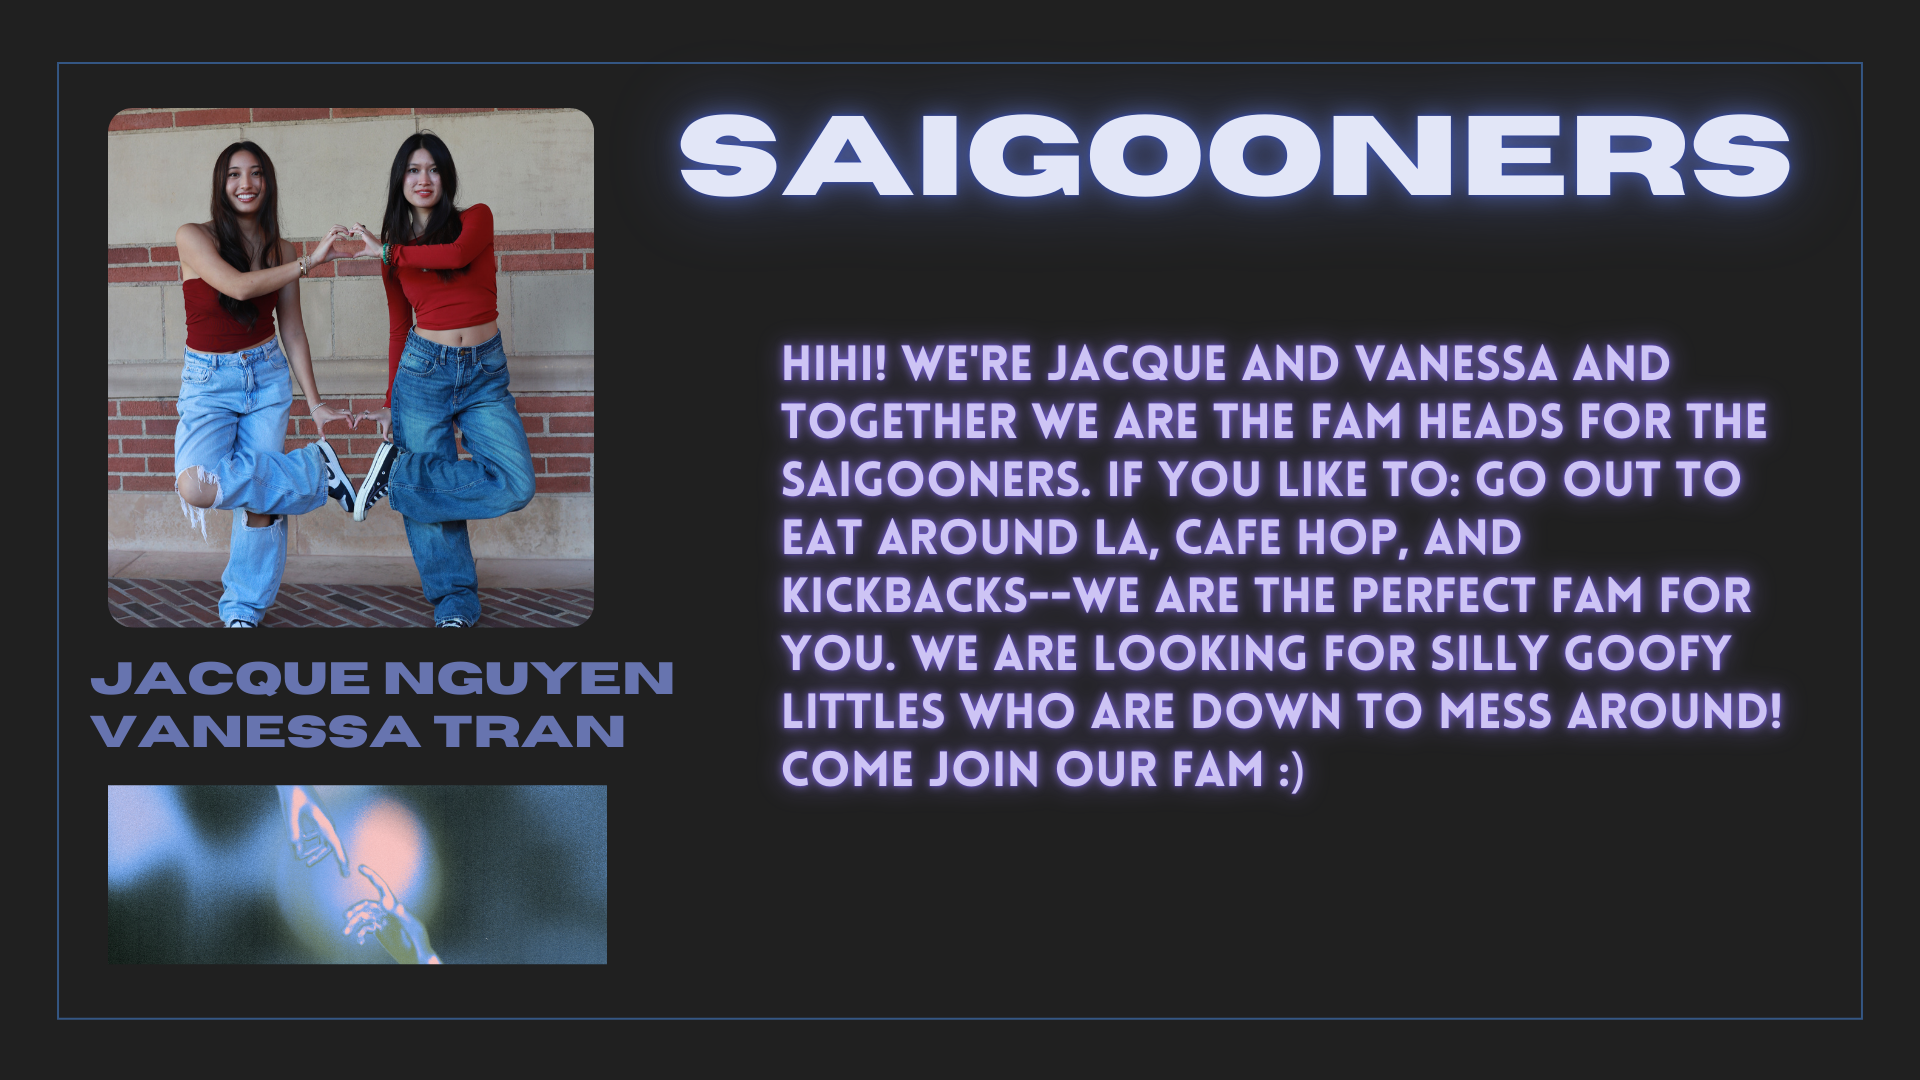 SAIGOONERS
JACQUE NGUYEN
VANESSA TRAN
HIHI! WE'RE JACQUE AND VANESSA AND
TOGETHER WE ARE THE FAM HEADS FOR THE
SAIGOONERS. IF YOU LIKE TO: GO OUT TO
EAT AROUND LA, CAFE HOP, AND
KICKBACKS--WE ARE THE PERFECT FAM FOR
YOU. WE ARE LOOKING FOR SILLY GOOFY
LITTLES WHO ARE DOWN TO MESS AROUND!
COME JOIN OUR FAM :)